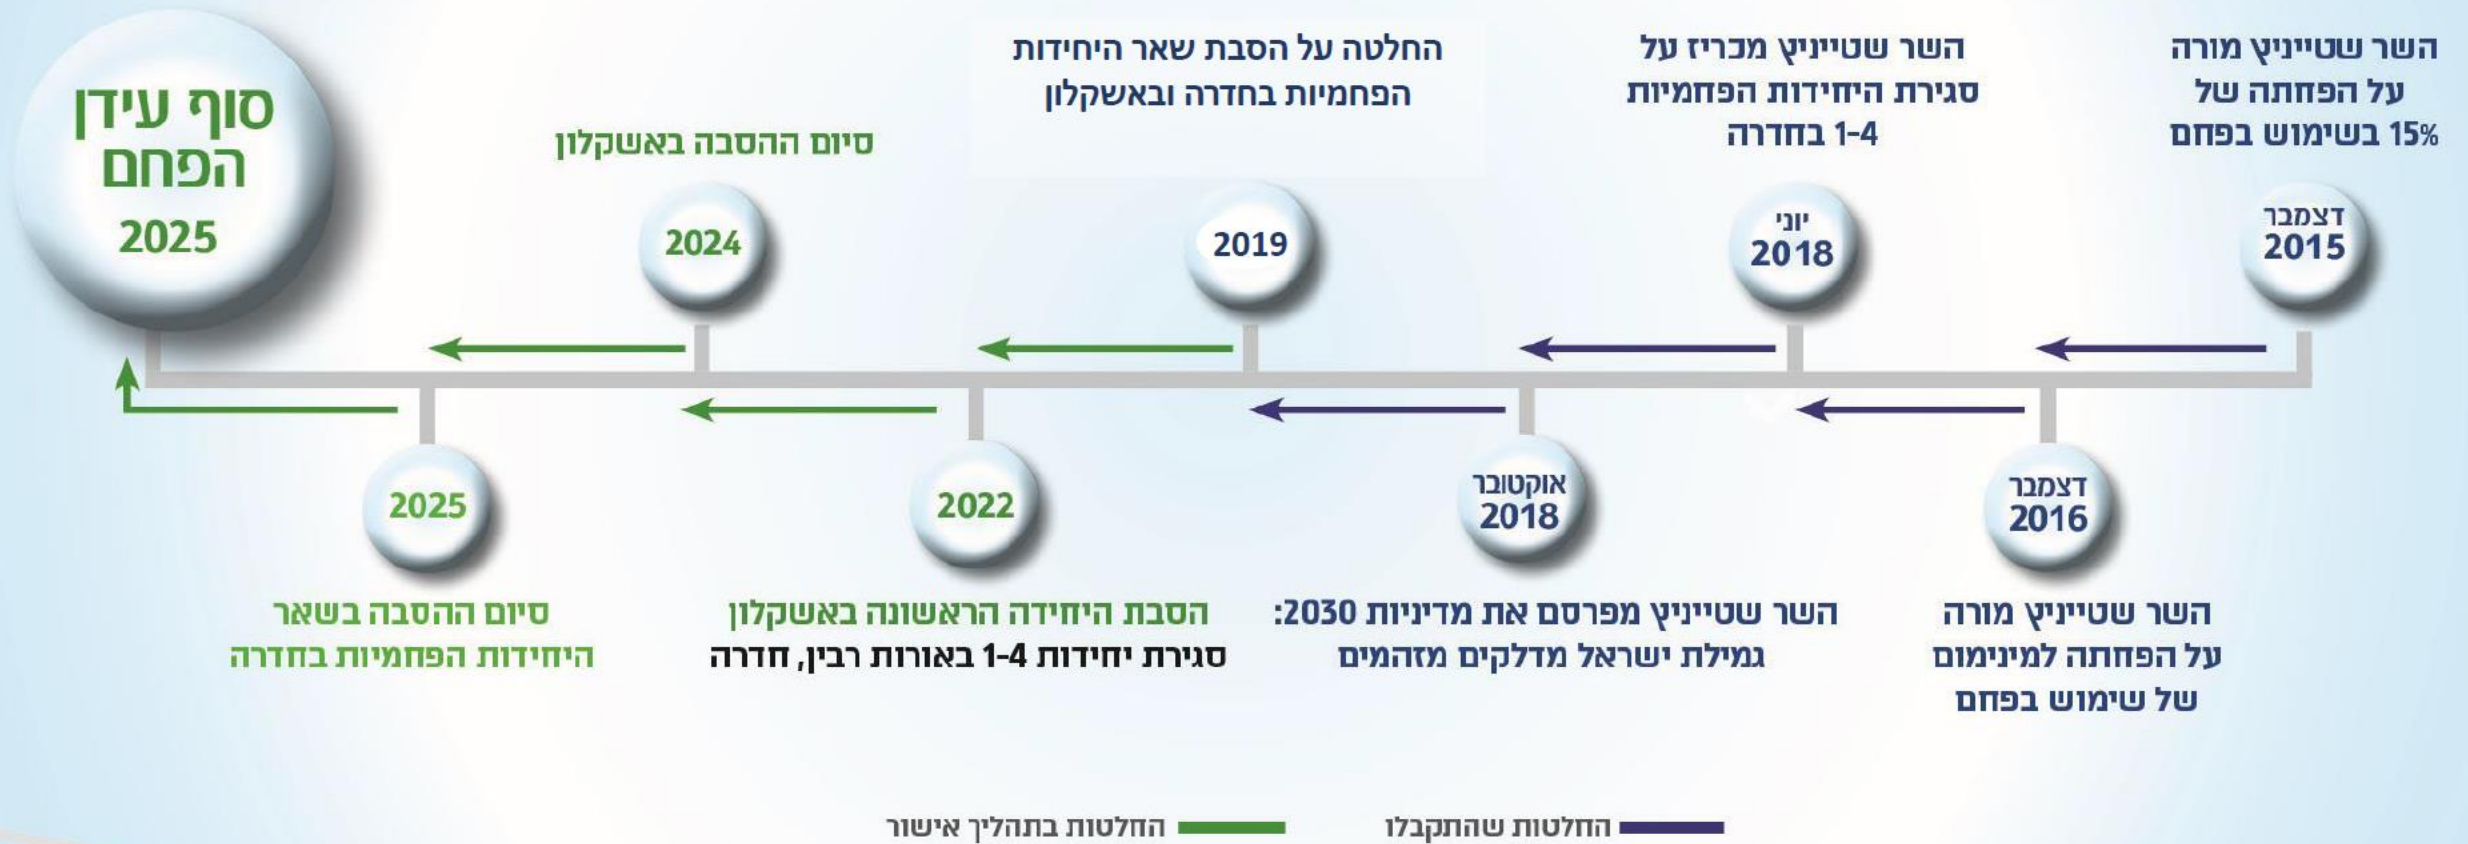 השר שטייניץ מורה
על הפחתה של
15% בשימוש בפחם
דצמבר
2015
דצמבר
2016
השר שטייניץ מורה
על הפחתה למינימום
של שימוש בפחם
השר שטייניץ מכריז על
סגירת היחידות הפחמיות
1-4 בחדרה
יוני
2018
אוקטובר
2018
השר שטייניץ מפרסם את מדיניות 2030:
גמילת ישראל מדלקים מזהמים
החלטה על הסבת שאר היחידות
הפחמיות בחדרה ובאשקלון
2019
2022
הסבת היחידה הראשונה באשקלון
סגירת יחידות 1-4 באורות רבין, חדרה
סיום ההסבה באשקלון
2024
2025
סיום ההסבה בשאר
היחידות הפחמיות בחדרה
סוף עידן
הפחם
2025
החלטות שהתקבלו
החלטות בתהליך אישור